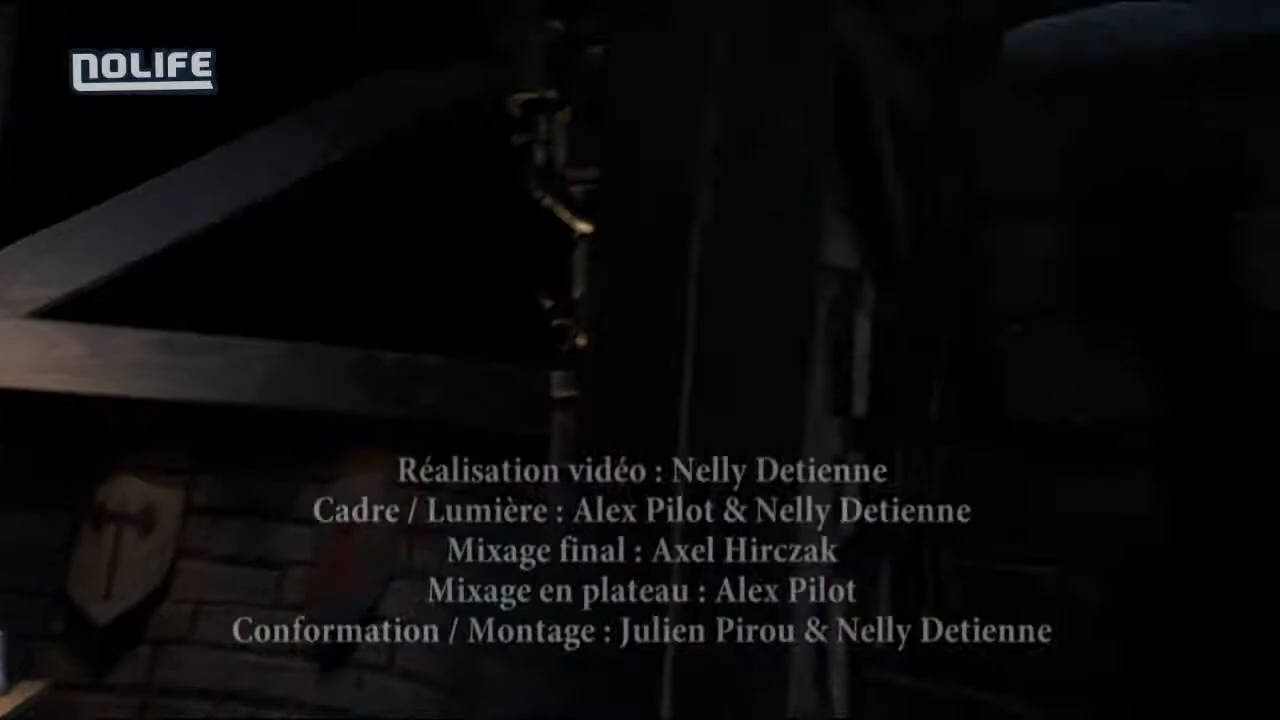 NOLIFE
Réalisation vidéo : Nelly Detienne
Cadre / Lumière : Alex Pilot & Nelly Detienne
Mixage final : Axel Hirczak
Mixage en plateau : Alex Pilot
Conformation / Montage : Julien Pirou & Nelly Detienne